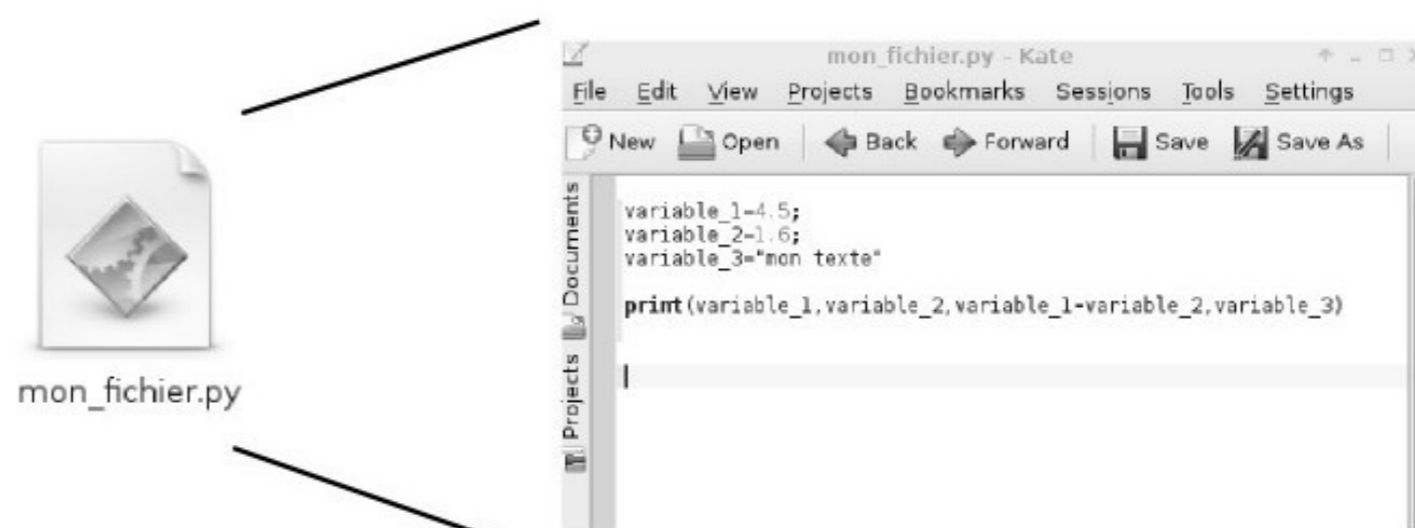 mon_fichier.py - Kate
File Edit View Projects Bookmarks Sessions Tools Settings
New Open Back Forward Save Save As
Documents
Projects
variable_1=4.5;
variable_2=1.6;
variable_3="mon texte"
print(variable_1,variable_2,variable_1-variable_2,variable_3)
mon_fichier.py